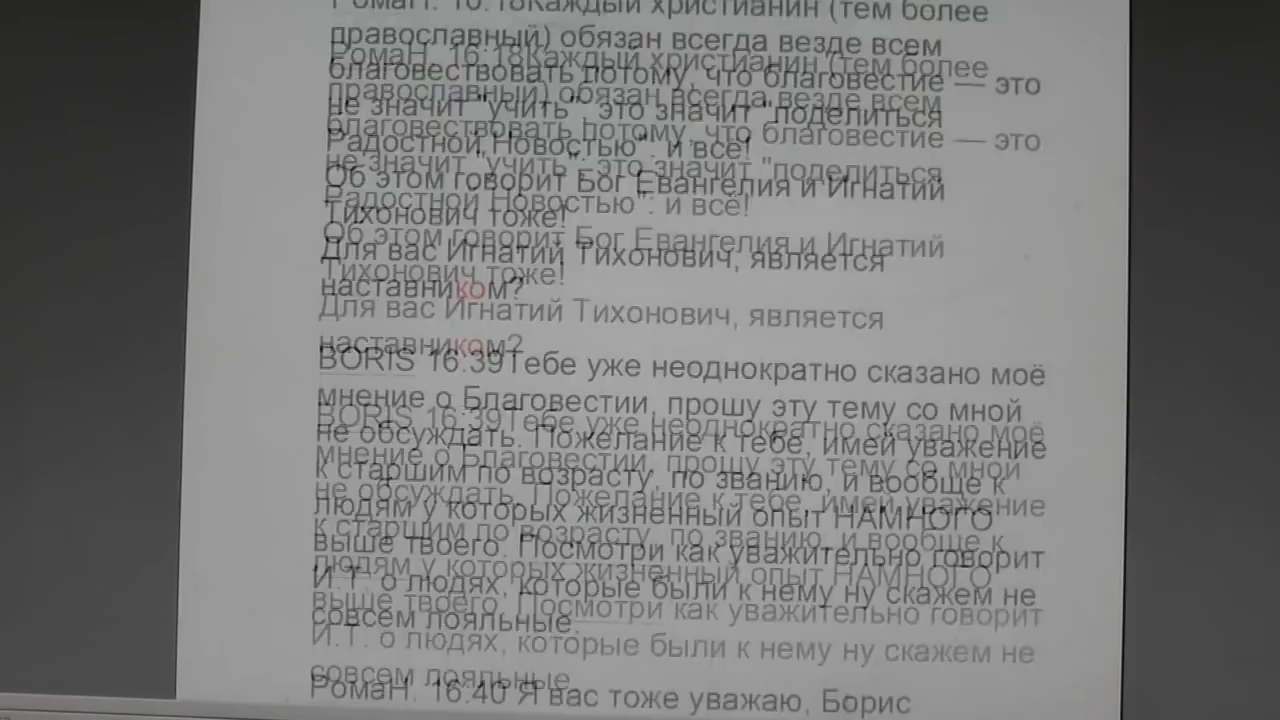 РомаН. 16:18Каждый христианин (тем более
православный) обязан всегда везде всем
благовествовать потому, что благовестие — это
не значит "учить", это значит "поделиться
Радостной Новостью". и всё!
Об этом говорит Бог Евангелия и Игнатий
Тихонович тоже!
Для вас Игнатий Тихонович, является
наставником?
BORIS 16:39Тебе уже неоднократно сказано моё
мнение о Благовестии, прошу эту тему со мной
не обсуждать. Пожелание к тебе, имей уважение
к старшим по возрасту, по званию, и вообще к
людям у которых жизненный опыт НАМНОГО
выше твоего. Посмотри как уважительно говорит
И.Т. о людях, которые были к нему ну скажем не
совсем лояльные.
РомаН. 16:40 Я вас тоже уважаю, Борис